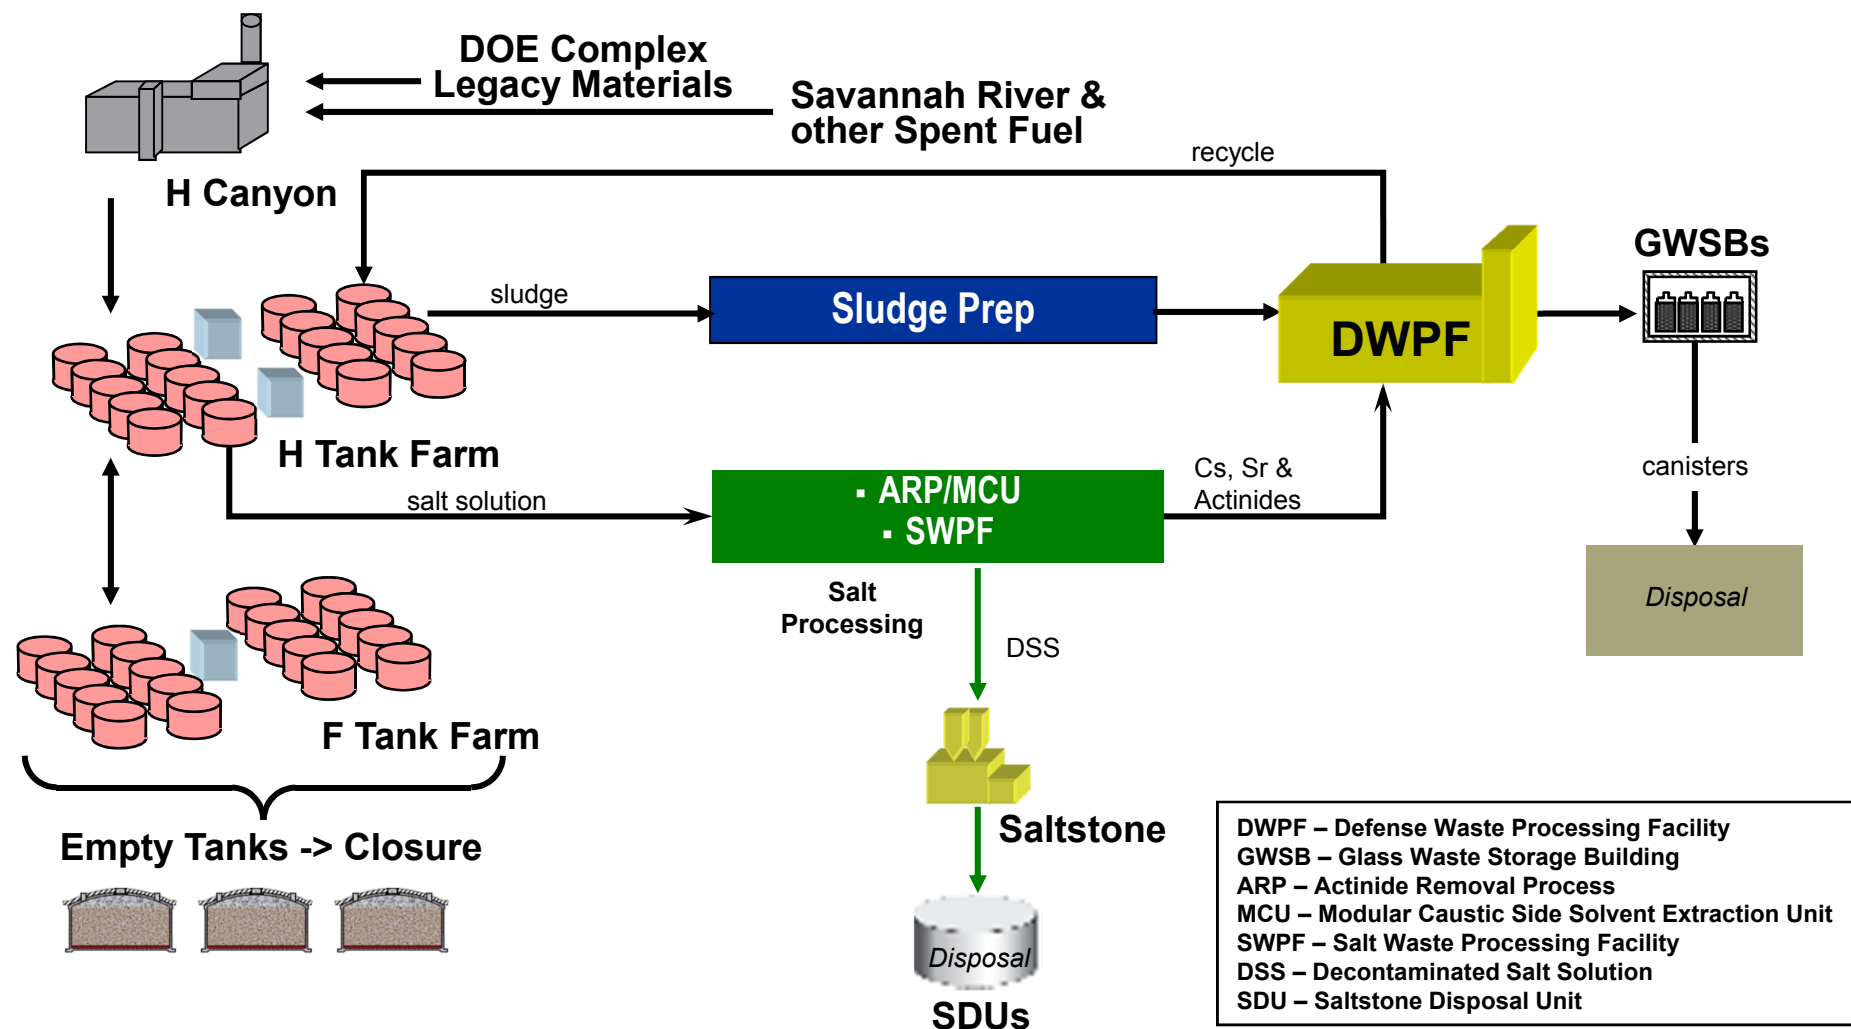 DOE Complex
Legacy Materials
Savannah River &
other Spent Fuel
H Canyon
recycle
GWSBs
sludge
Sludge Prep
DWPF
H Tank Farm
salt solution
▪ ARP/MCU
▪ SWPF
Cs, Sr &
Actinides
canisters
Salt
Processing
DSS
Disposal
F Tank Farm
Saltstone
Empty Tanks -> Closure
Disposal
SDUs
DWPF – Defense Waste Processing Facility
GWSB – Glass Waste Storage Building
ARP – Actinide Removal Process
MCU – Modular Caustic Side Solvent Extraction Unit
SWPF – Salt Waste Processing Facility
DSS – Decontaminated Salt Solution
SDU – Saltstone Disposal Unit